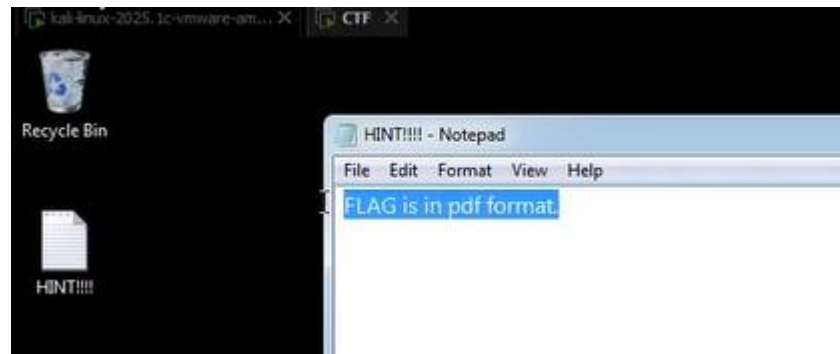 kali-linux-2025.1c-vmware-am... X CTF X
Recycle Bin
HINT!!!! - Notepad
File Edit Format View Help
FLAG is in pdf format.
HINT!!!!